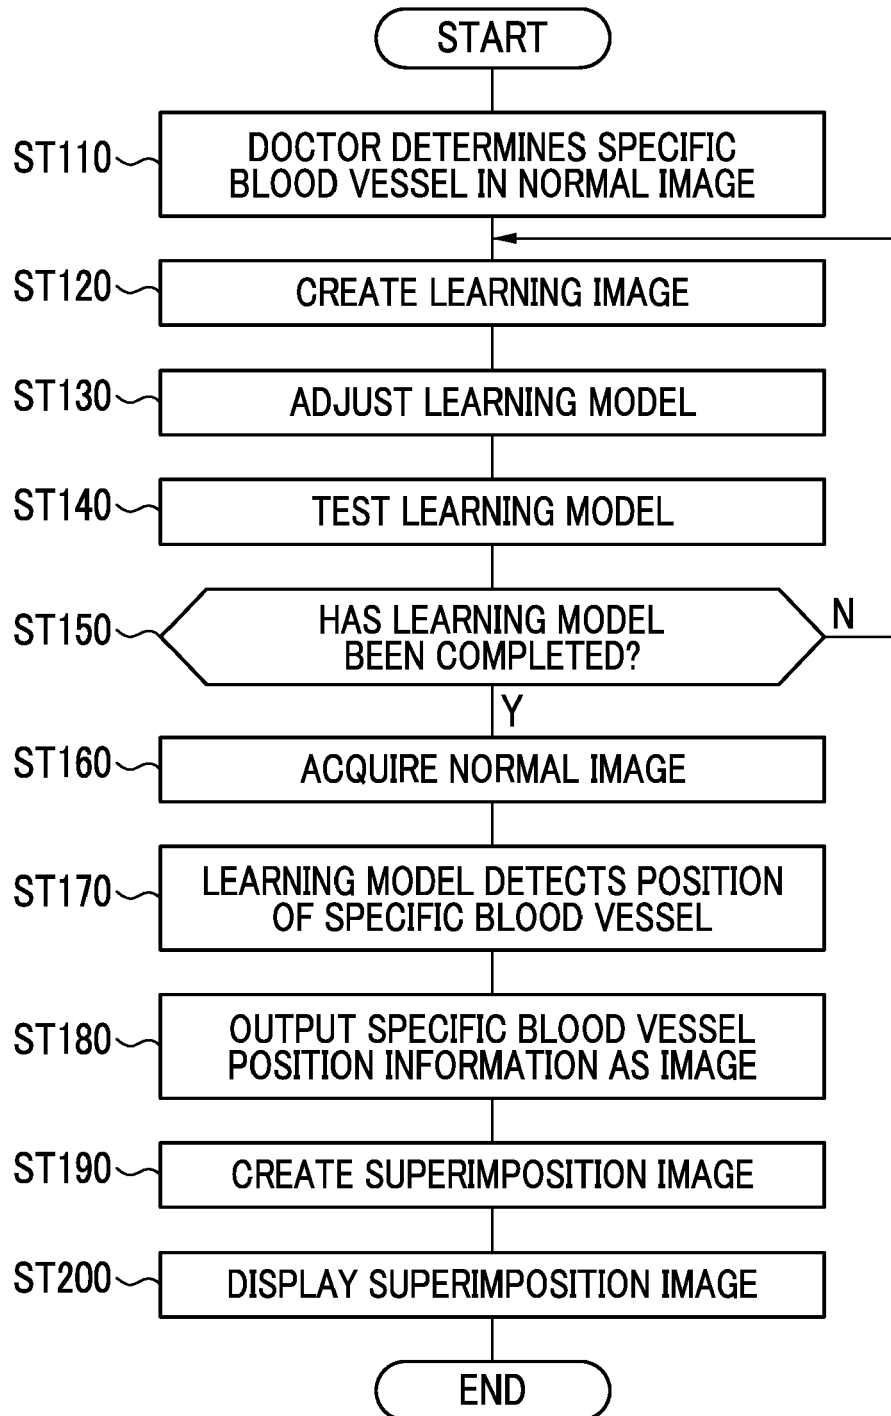 START
ST110
DOCTOR DETERMINES SPECIFIC
BLOOD VESSEL IN NORMAL IMAGE
ST120
CREATE LEARNING IMAGE
ST130
ADJUST LEARNING MODEL
ST140
TEST LEARNING MODEL
ST150
HAS LEARNING MODEL
BEEN COMPLETED?
N
Y
ST160
ACQUIRE NORMAL IMAGE
ST170
LEARNING MODEL DETECTS POSITION
OF SPECIFIC BLOOD VESSEL
ST180
OUTPUT SPECIFIC BLOOD VESSEL
POSITION INFORMATION AS IMAGE
ST190
CREATE SUPERIMPOSITION IMAGE
ST200
DISPLAY SUPERIMPOSITION IMAGE
END